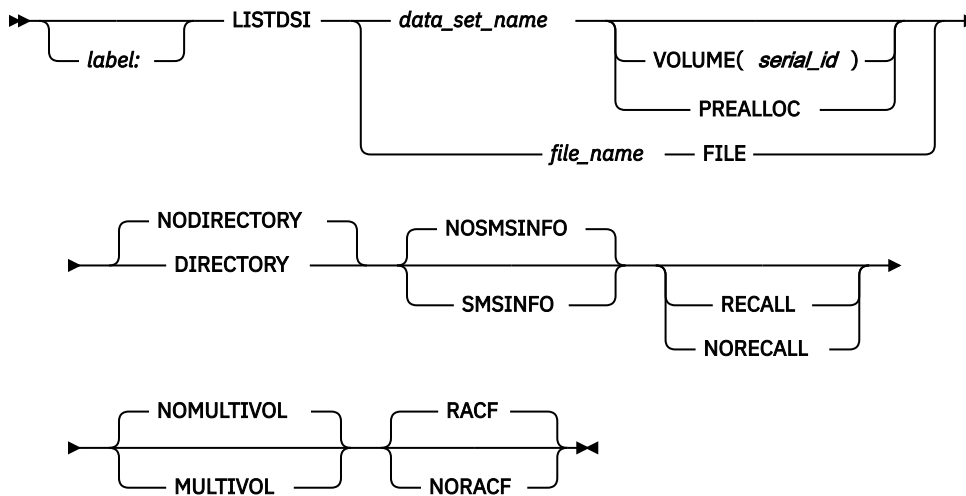 LISTDSI data_set_name
label: VOLUME( serial_id )
PREALLOC
file_name FILE
NODIRECTORY NOSMSINFO
DIRECTORY
SMSINFO RECALL
NORECALL
NOMULTIVOL RACF
MULTIVOL NORACF